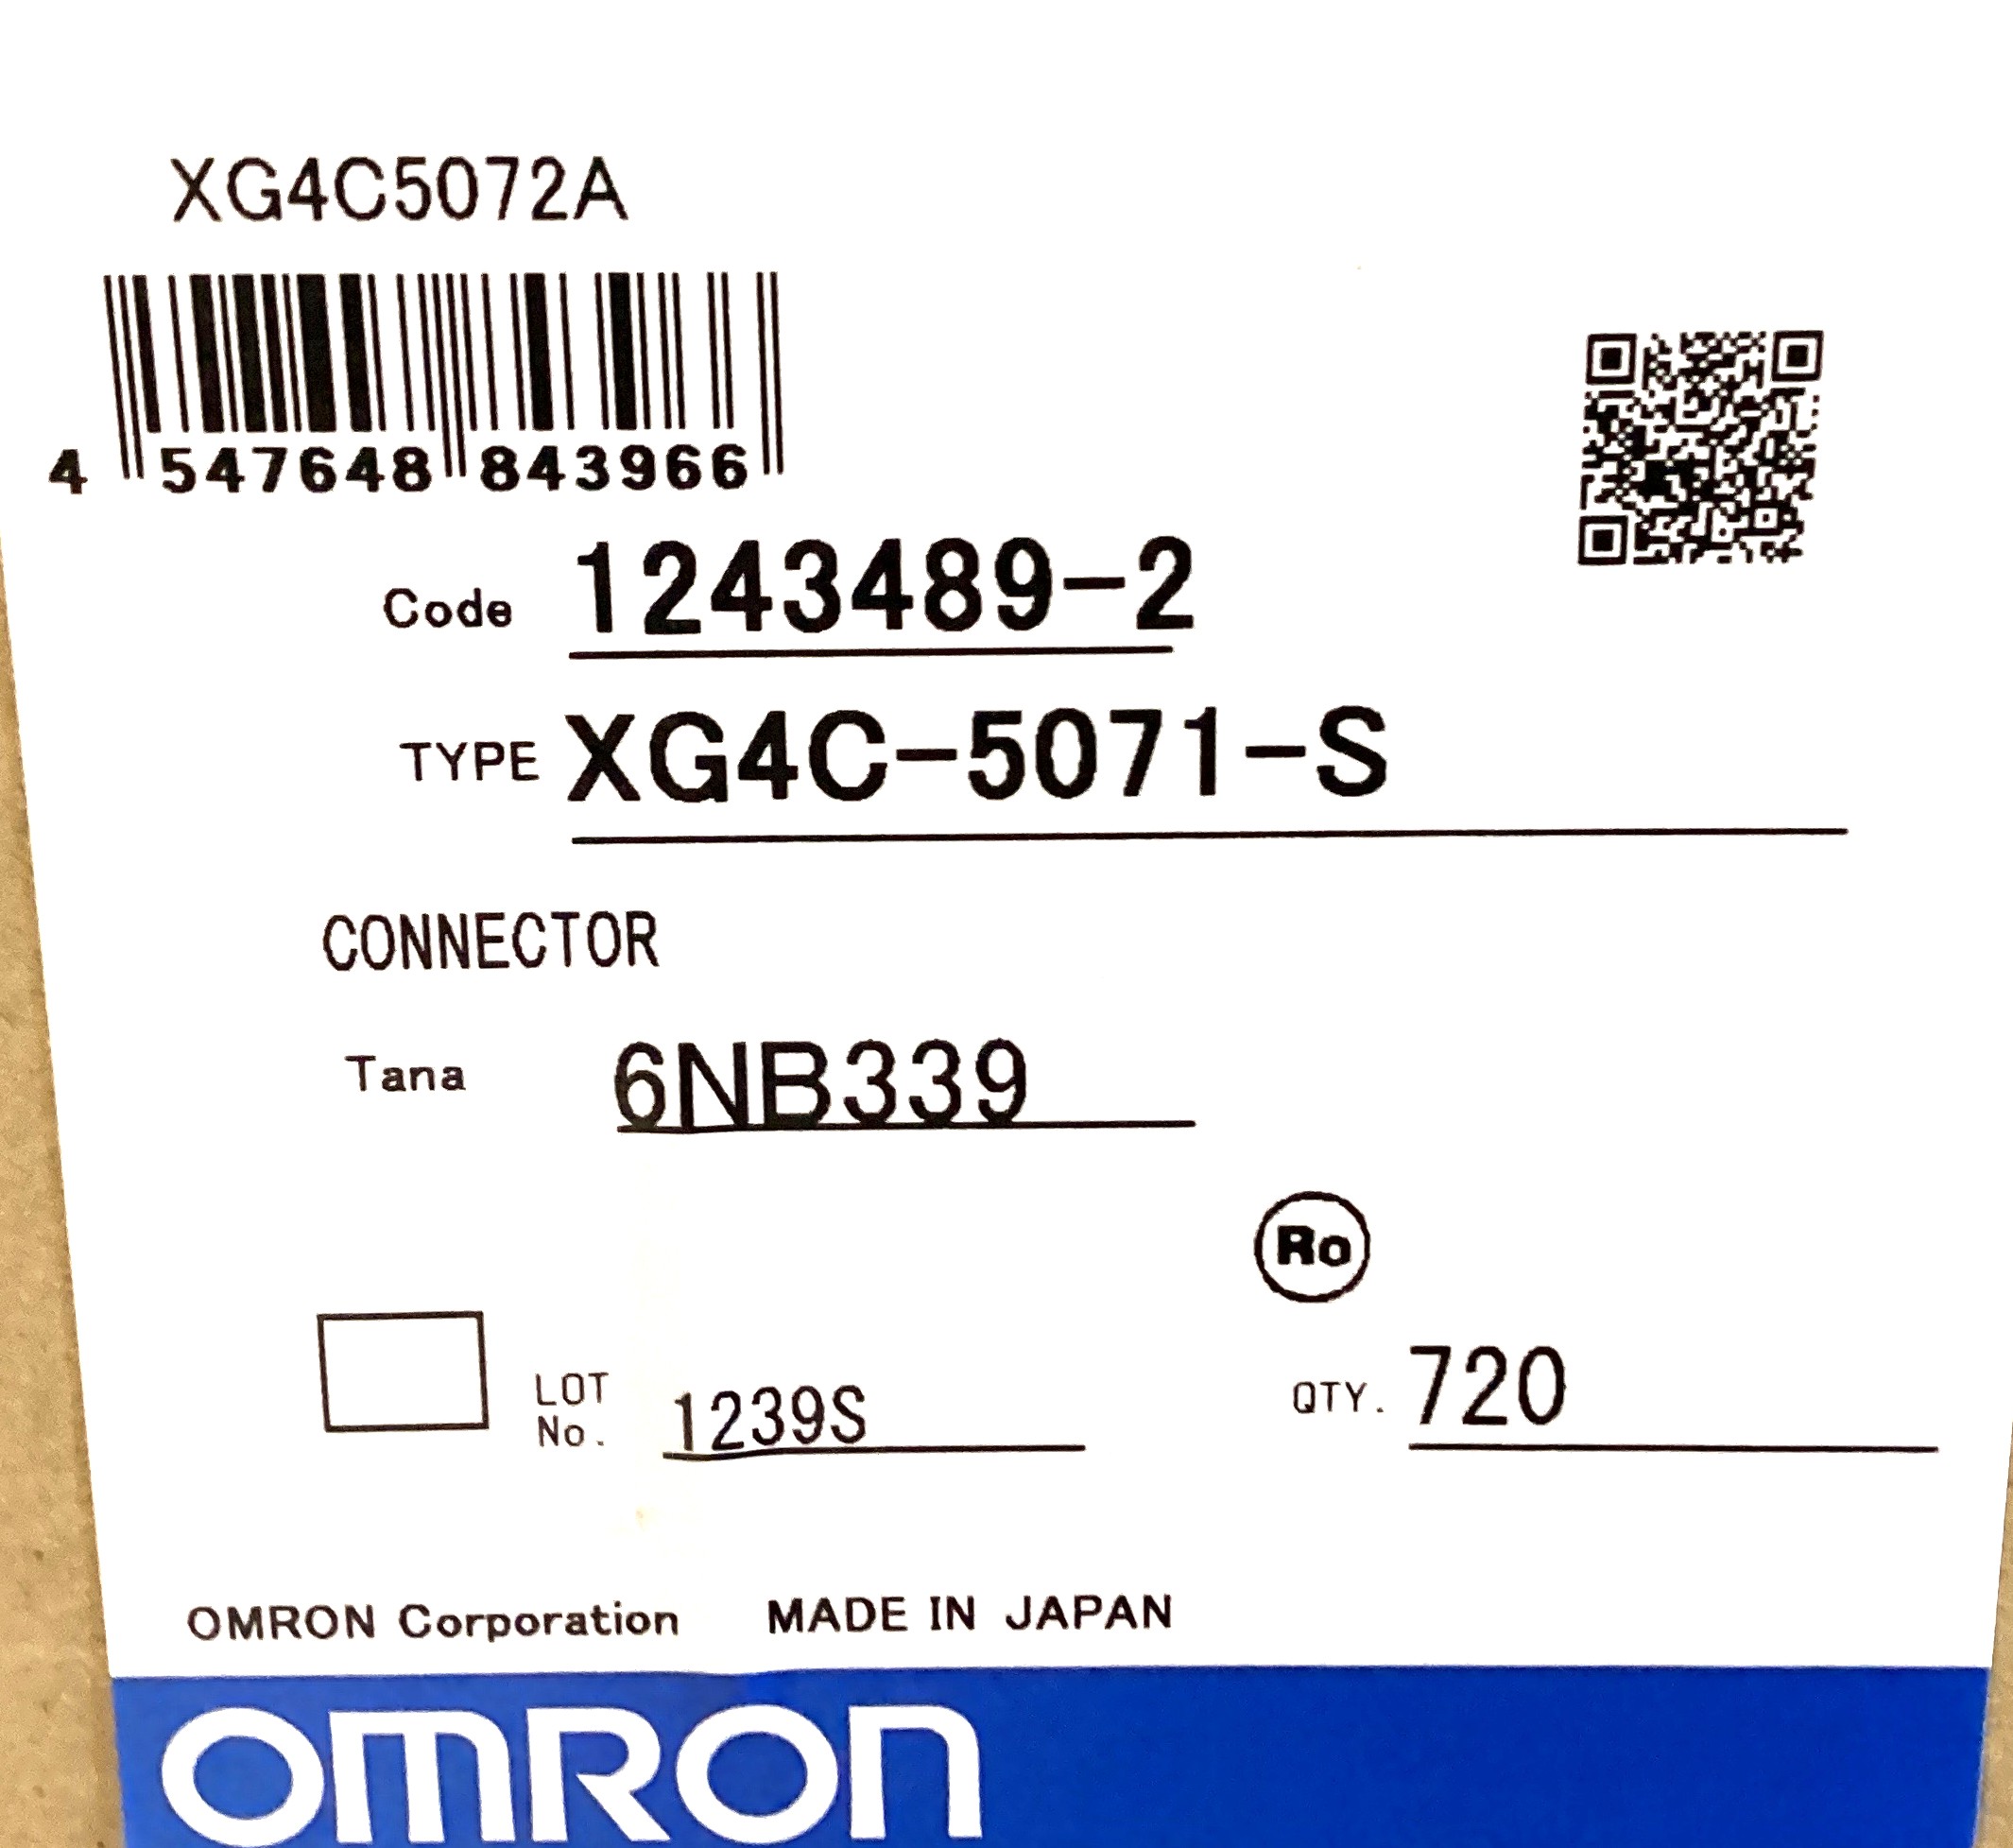 XG4C5072A
4 547648 843966
Code 1243489-2
TYPE XG4C-5071-S
CONNECTOR
Tana 6NB339
Ro
LOT No. 1239S QTY. 720
OMRON Corporation MADE IN JAPAN
OMRON